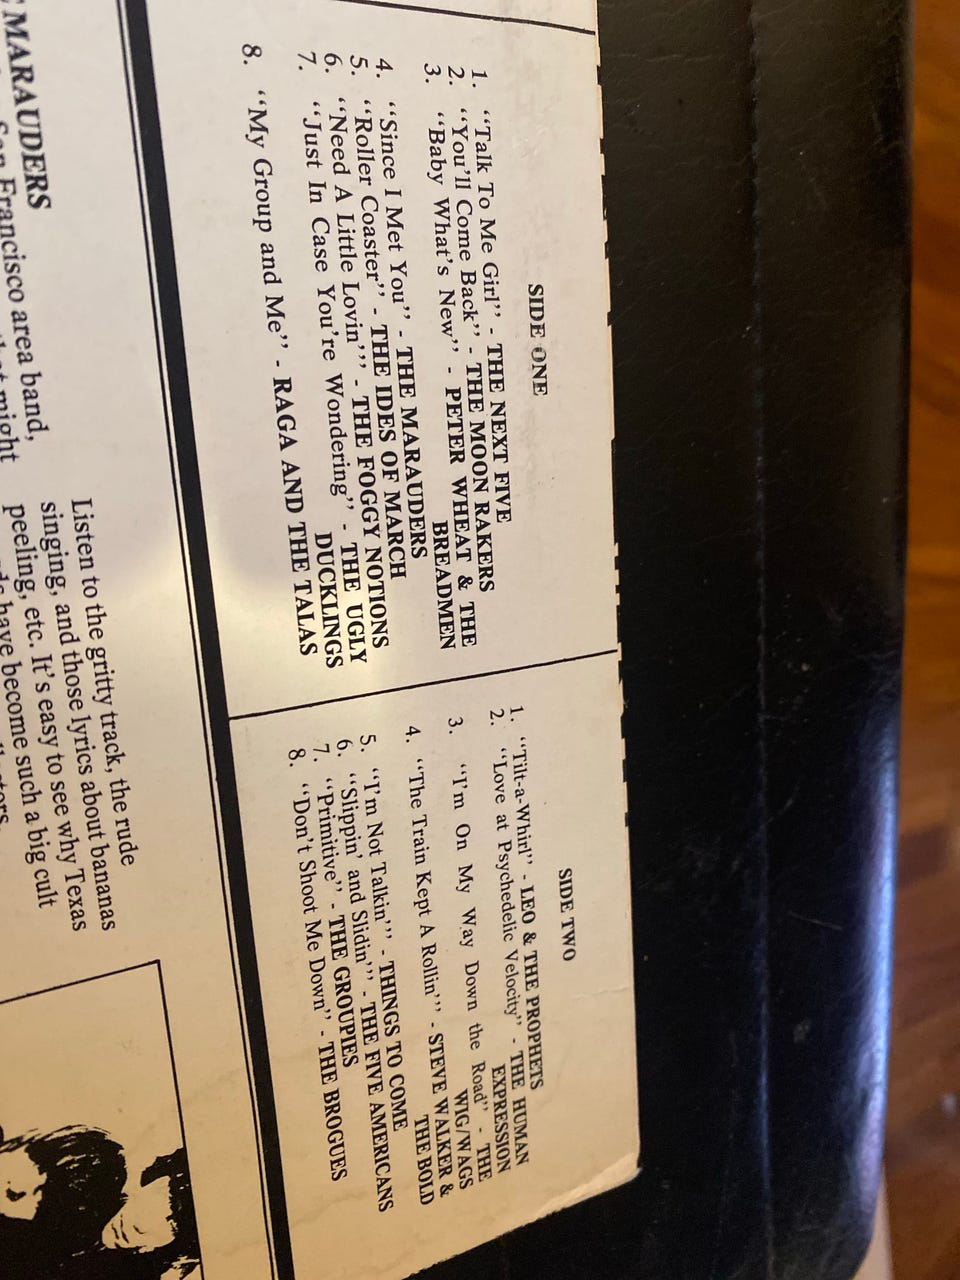 SIDE ONE
1. "Talk To Me Girl" - THE NEXT FIVE
2. "You'll Come Back" - THE MOON RAKERS
3. "Baby What's New" - PETER WHEAT & THE
BREADMEN
4. "Since I Met You" - THE MARAUDERS
5. "Roller Coaster" - THE IDES OF MARCH
6. "Need A Little Lovin'" - THE FOGGY NOTIONS
7. "Just In Case You're Wondering" - THE UGLY
DUCKLINGS
8. "My Group and Me" - RAGA AND THE TALAS
SIDE TWO
1. "Tilt-a-Whirl" - LEO & THE PROPHETS
2. "Love at Psychedelic Velocity" - THE HUMAN
EXPRESSION
3. "I'm On My Way Down the Road" - THE
WIG/WAGS
4. "The Train Kept A Rollin'" - STEVE WALKER &
THE BOLD
5. "I'm Not Talkin'" - THINGS TO COME
6. "Slippin' and Slidin'" - THE FIVE AMERICANS
7. "Primitive" - THE GROUPIES
8. "Don't Shoot Me Down" - THE BROGUES
MARAUDERS
San Francisco area band,
might
Listen to the gritty track, the rude
singing, and those lyrics about bananas
peeling, etc. It's easy to see why Texas
have become such a big cult